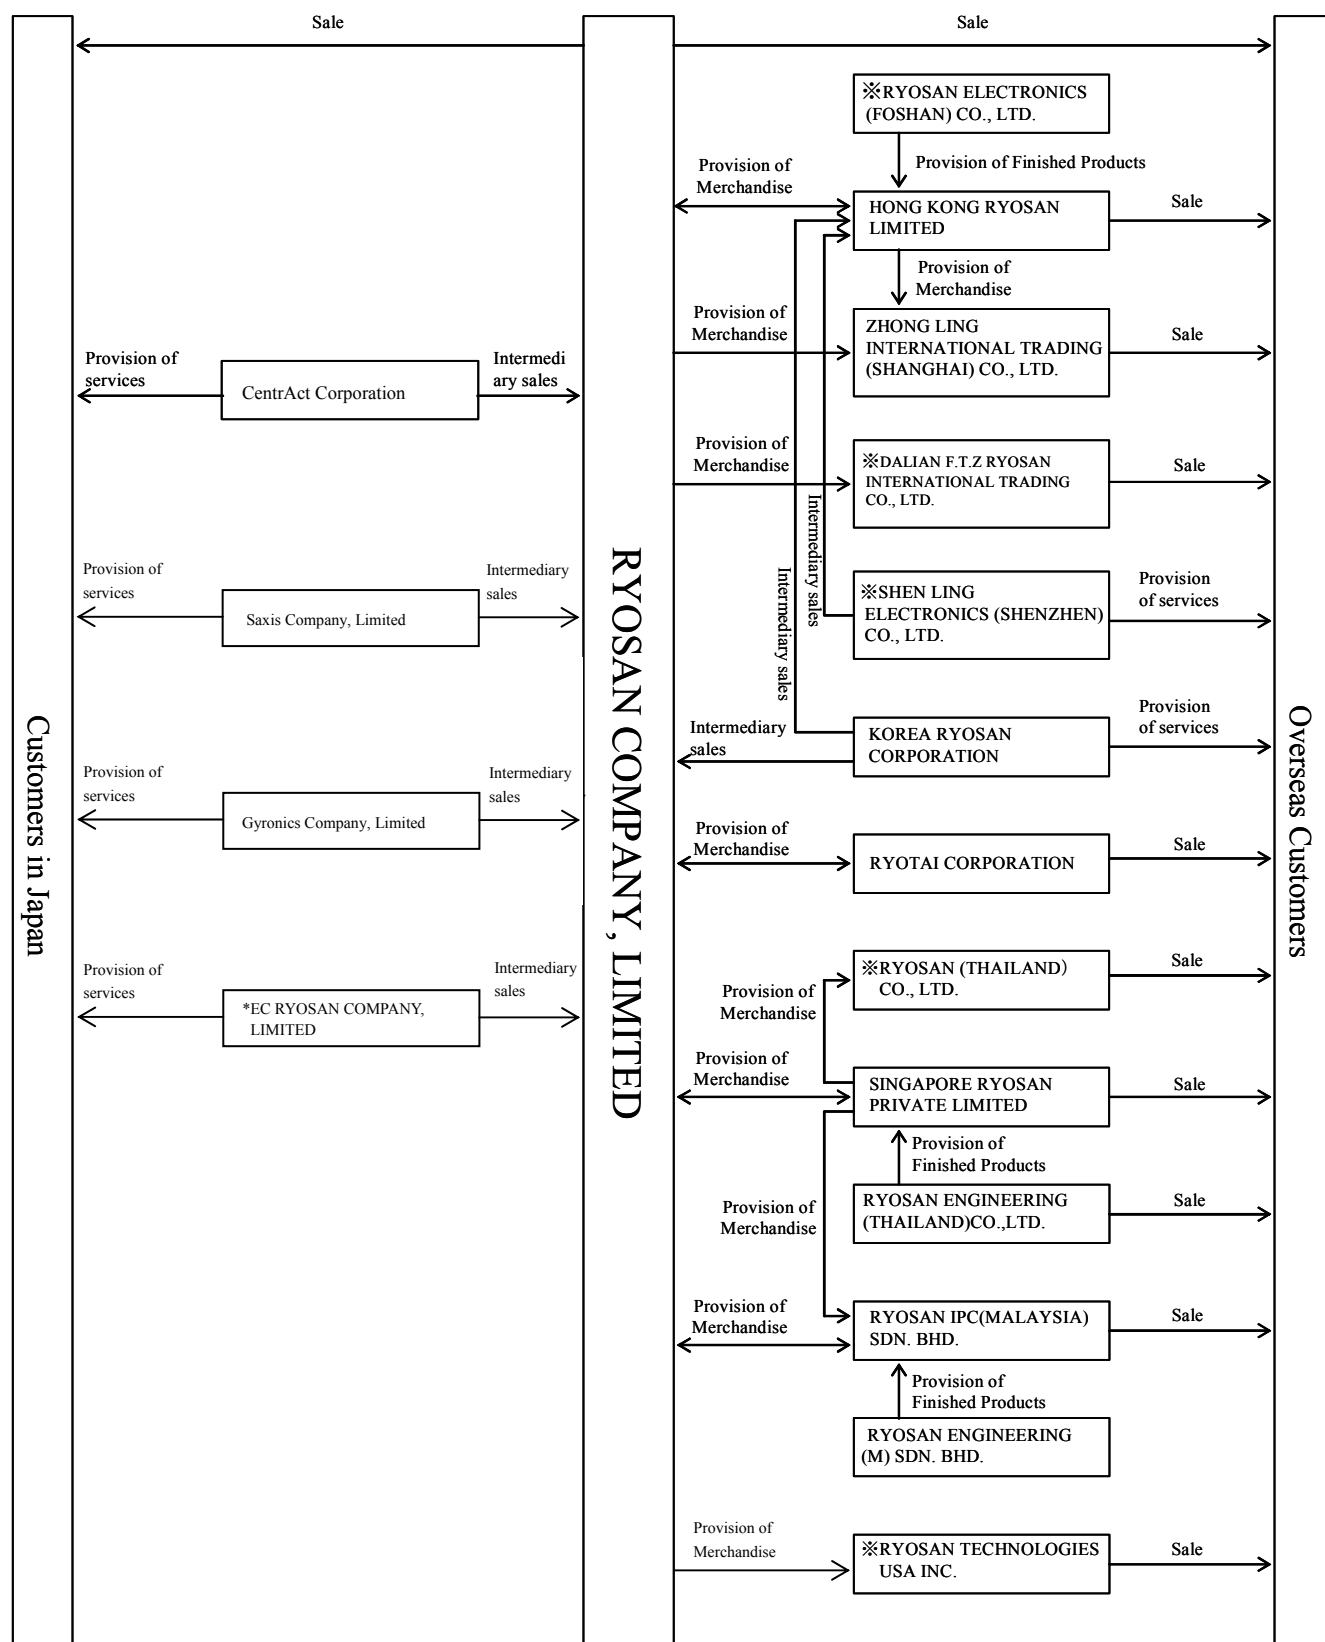 Sale
Sale
※RYOSAN ELECTRONICS
(FOSHAN) CO., LTD.
Provision of Finished Products
Provision of
Merchandise
HONG KONG RYOSAN
LIMITED
Sale
Provision of
Merchandise
Provision of
Merchandise
ZHONG LING
INTERNATIONAL TRADING
(SHANGHAI) CO., LTD.
Sale
Provision of
services
CentrAct Corporation
Intermedi
ary sales
Provision of
Merchandise
※DALIAN F.T.Z RYOSAN
INTERNATIONAL TRADING
CO., LTD.
Sale
Intermediary sales
Intermediary sales
Provision of
services
Saxis Company, Limited
Intermediary
sales
※SHEN LING
ELECTRONICS (SHENZHEN)
CO., LTD.
Provision
of services
RYOSAN COMPANY, LIMITED
Customers in Japan
Overseas Customers
Intermediary
sales
KOREA RYOSAN
CORPORATION
Provision
of services
Provision of
services
Gyronics Company, Limited
Intermediary
sales
Provision of
Merchandise
RYOTAI CORPORATION
Sale
Provision of
services
*EC RYOSAN COMPANY,
LIMITED
Intermediary
sales
Provision of
Merchandise
※RYOSAN (THAILAND)
CO., LTD.
Sale
Provision of
Merchandise
SINGAPORE RYOSAN
PRIVATE LIMITED
Sale
Provision of
Finished Products
Provision of
Merchandise
RYOSAN ENGINEERING
(THAILAND)CO.,LTD.
Sale
Provision of
Merchandise
RYOSAN IPC(MALAYSIA)
SDN. BHD.
Sale
Provision of
Finished Products
RYOSAN ENGINEERING
(M) SDN. BHD.
Provision of
Merchandise
※RYOSAN TECHNOLOGIES
USA INC.
Sale